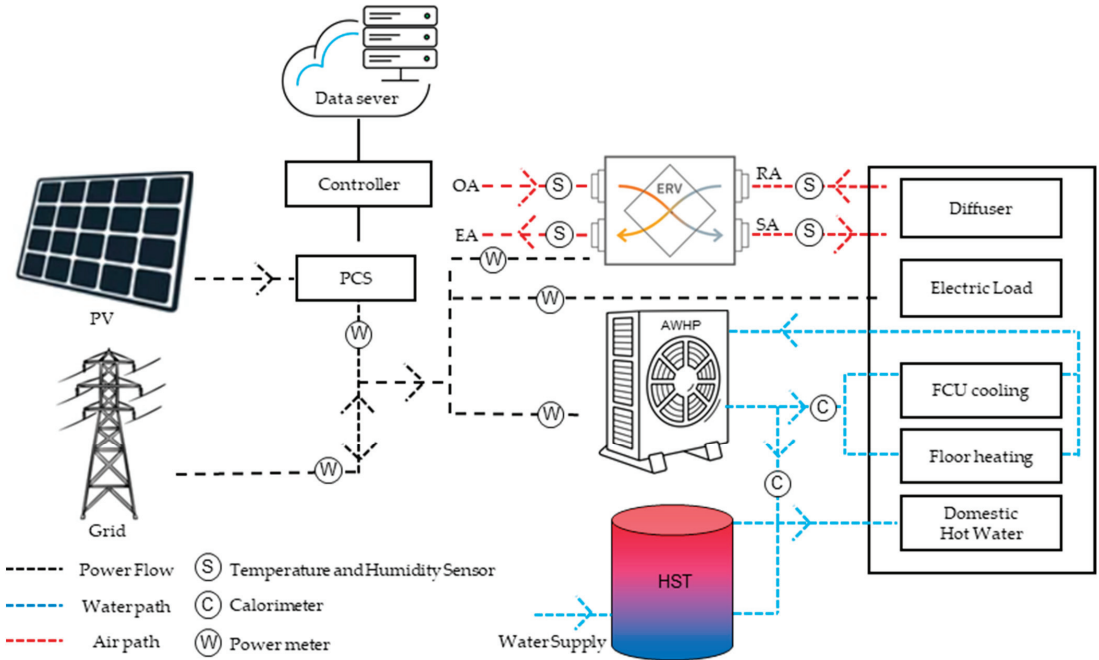 Data sever
Controller
OA
S
ERV
RA
S
Diffuser
EA
S
SA
S
W
PCS
Electric Load
W
PV
W
AWHP
FCU cooling
W
C
Floor heating
W
C
Grid
Domestic
Hot Water
HST
Power Flow
S
Temperature and Humidity Sensor
Water path
C
Calorimeter
Air path
W
Power meter
Water Supply